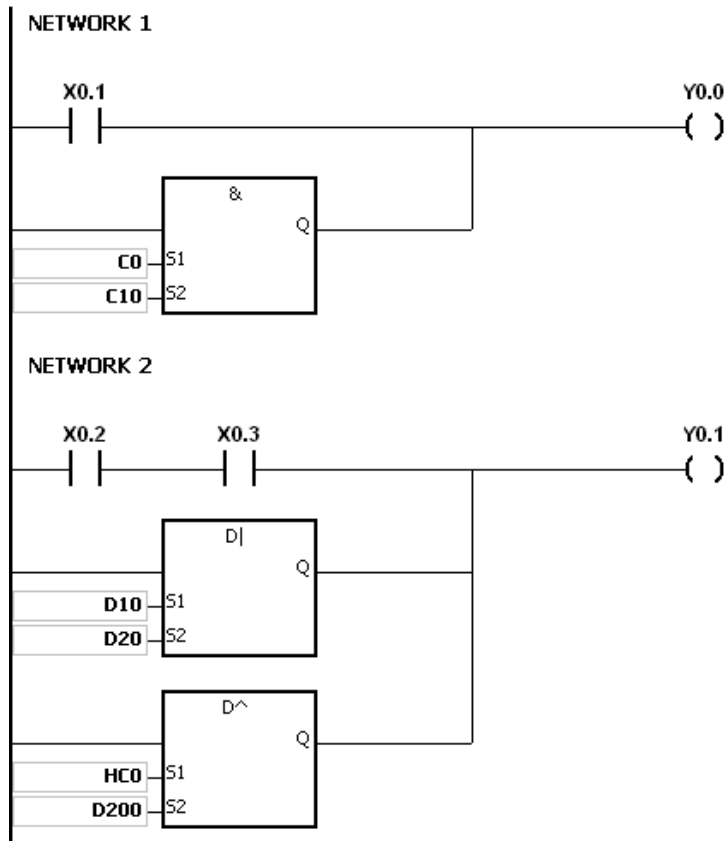 NETWORK 1
X0.1 Y0.0
&
Q
C0 S1
C10 S2
NETWORK 2
X0.2 X0.3 Y0.1
D|
Q
D10 S1
D20 S2
D^
Q
HC0 S1
D200 S2